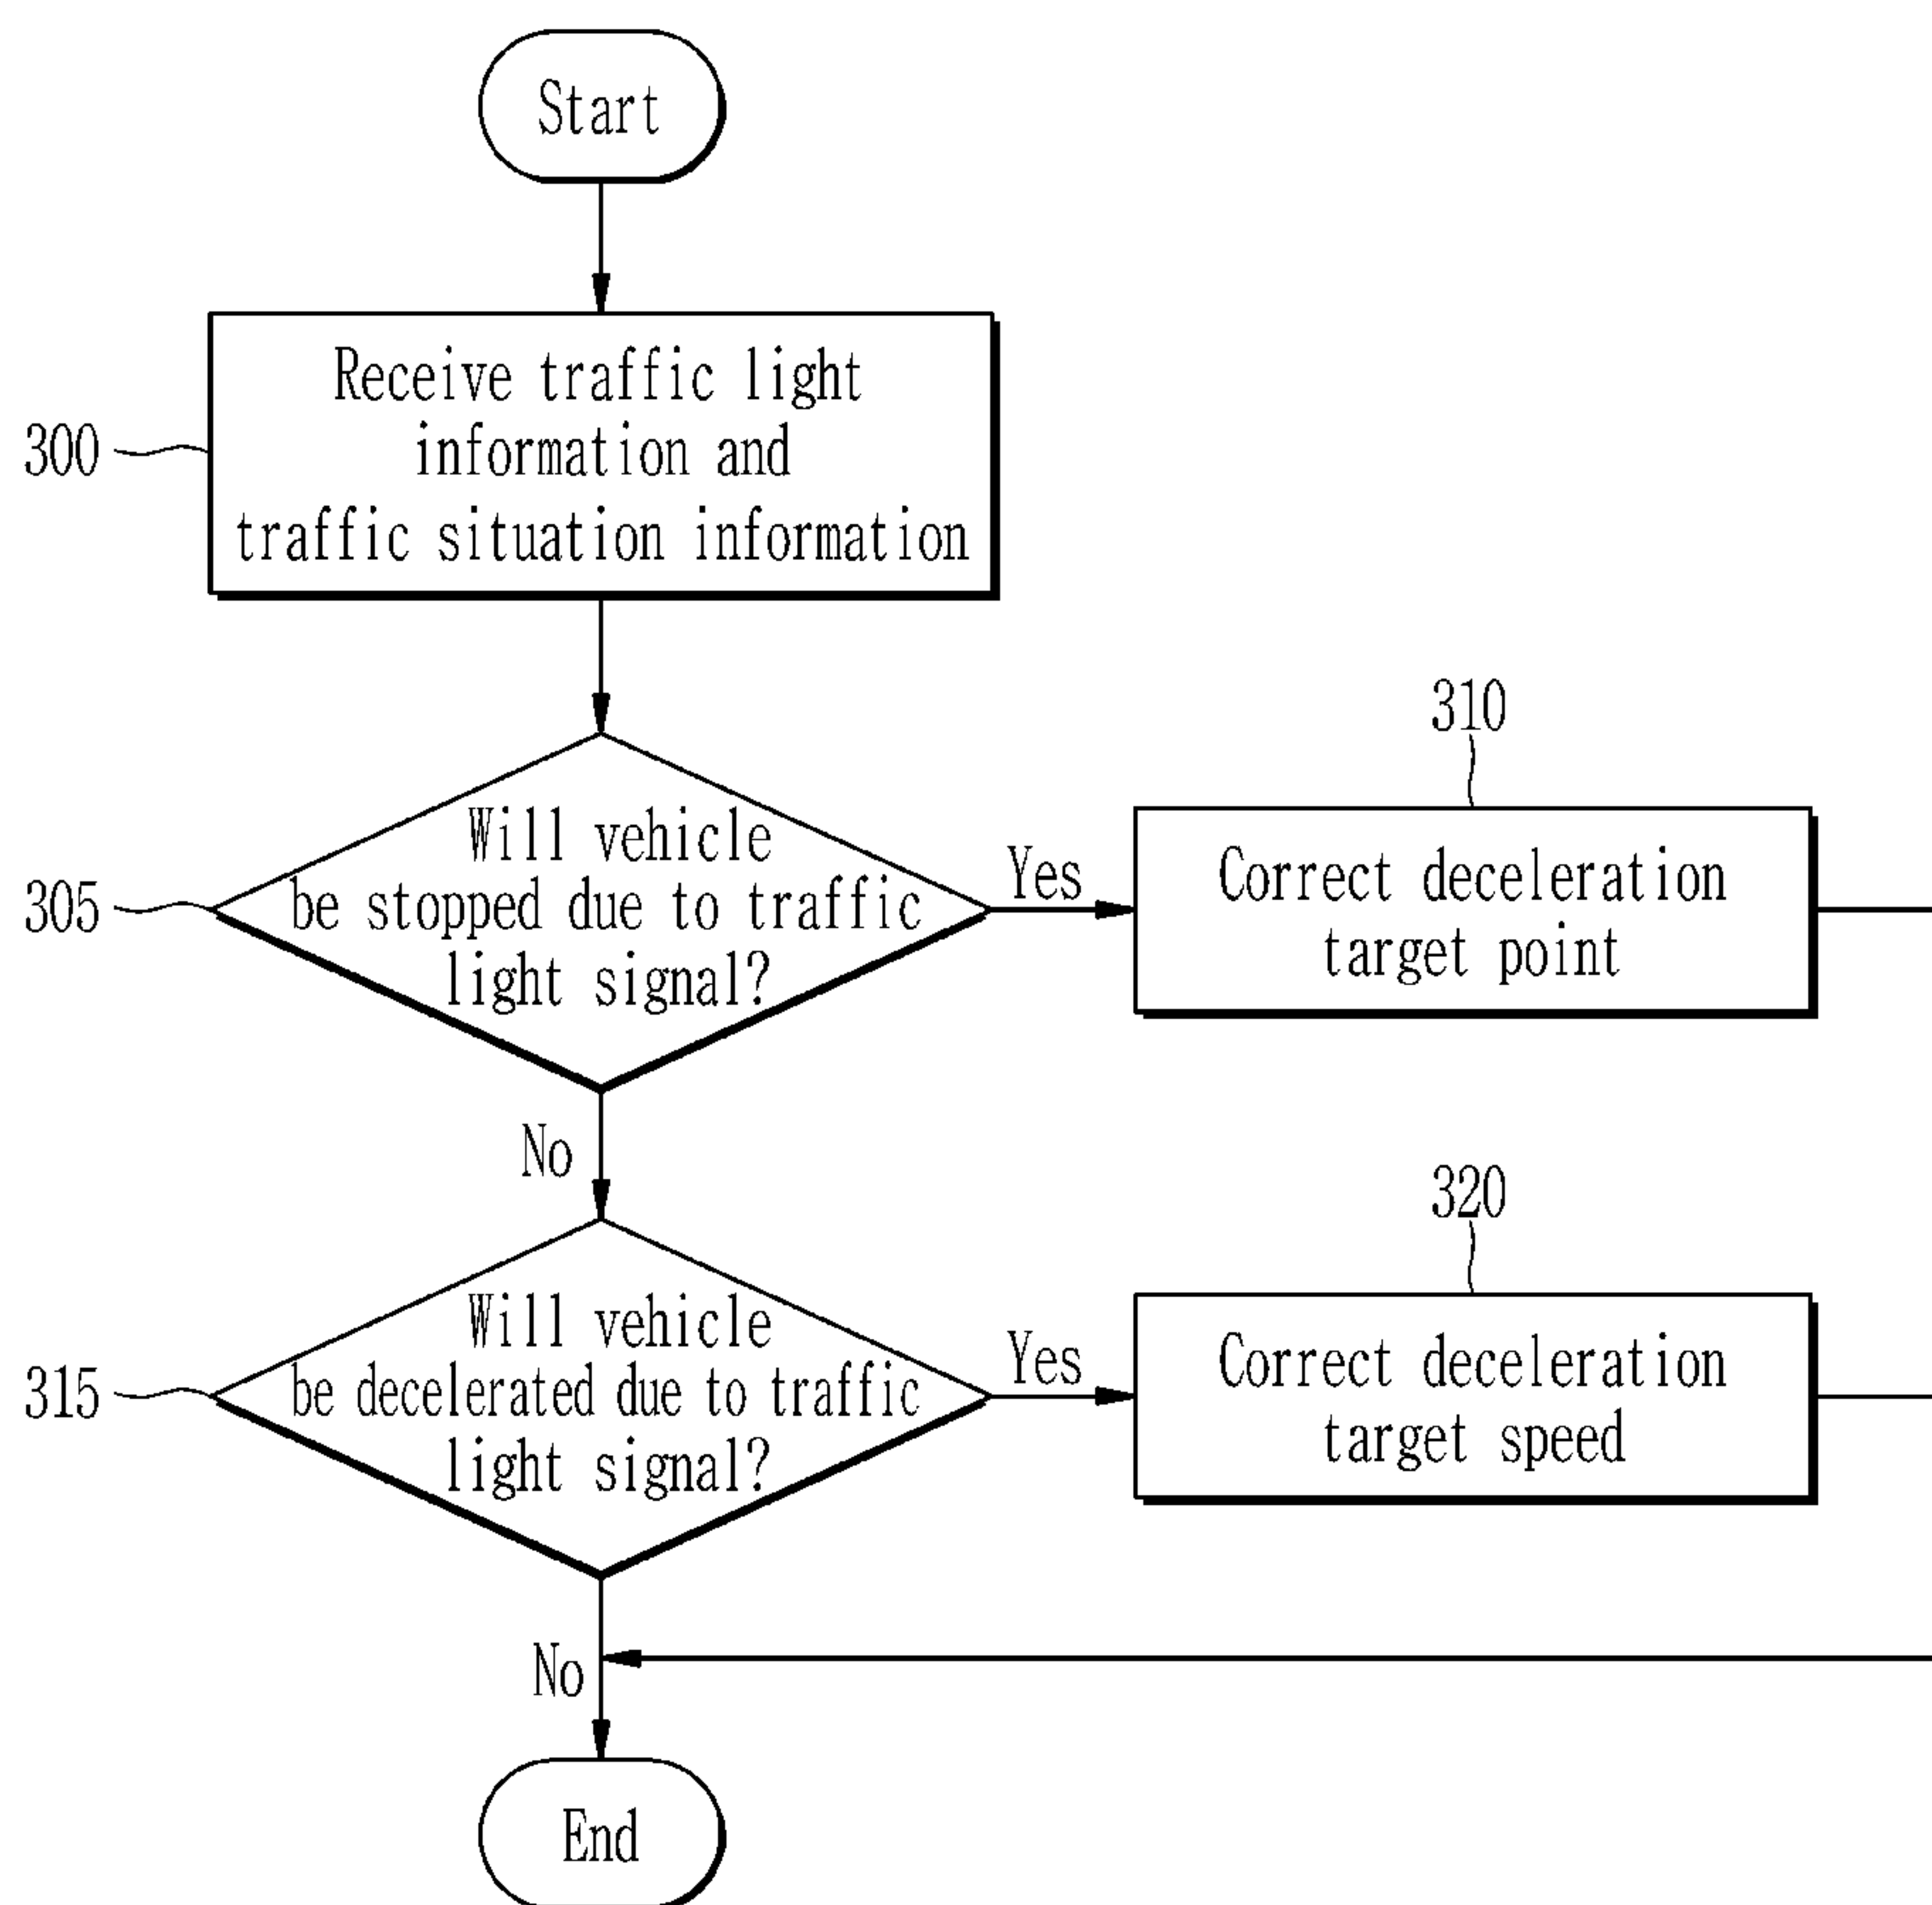 Start
300
Receive traffic light
information and
traffic situation information
305
Will vehicle
be stopped due to traffic
light signal?
Yes
310
Correct deceleration
target point
No
315
Will vehicle
be decelerated due to traffic
light signal?
Yes
320
Correct deceleration
target speed
No
End